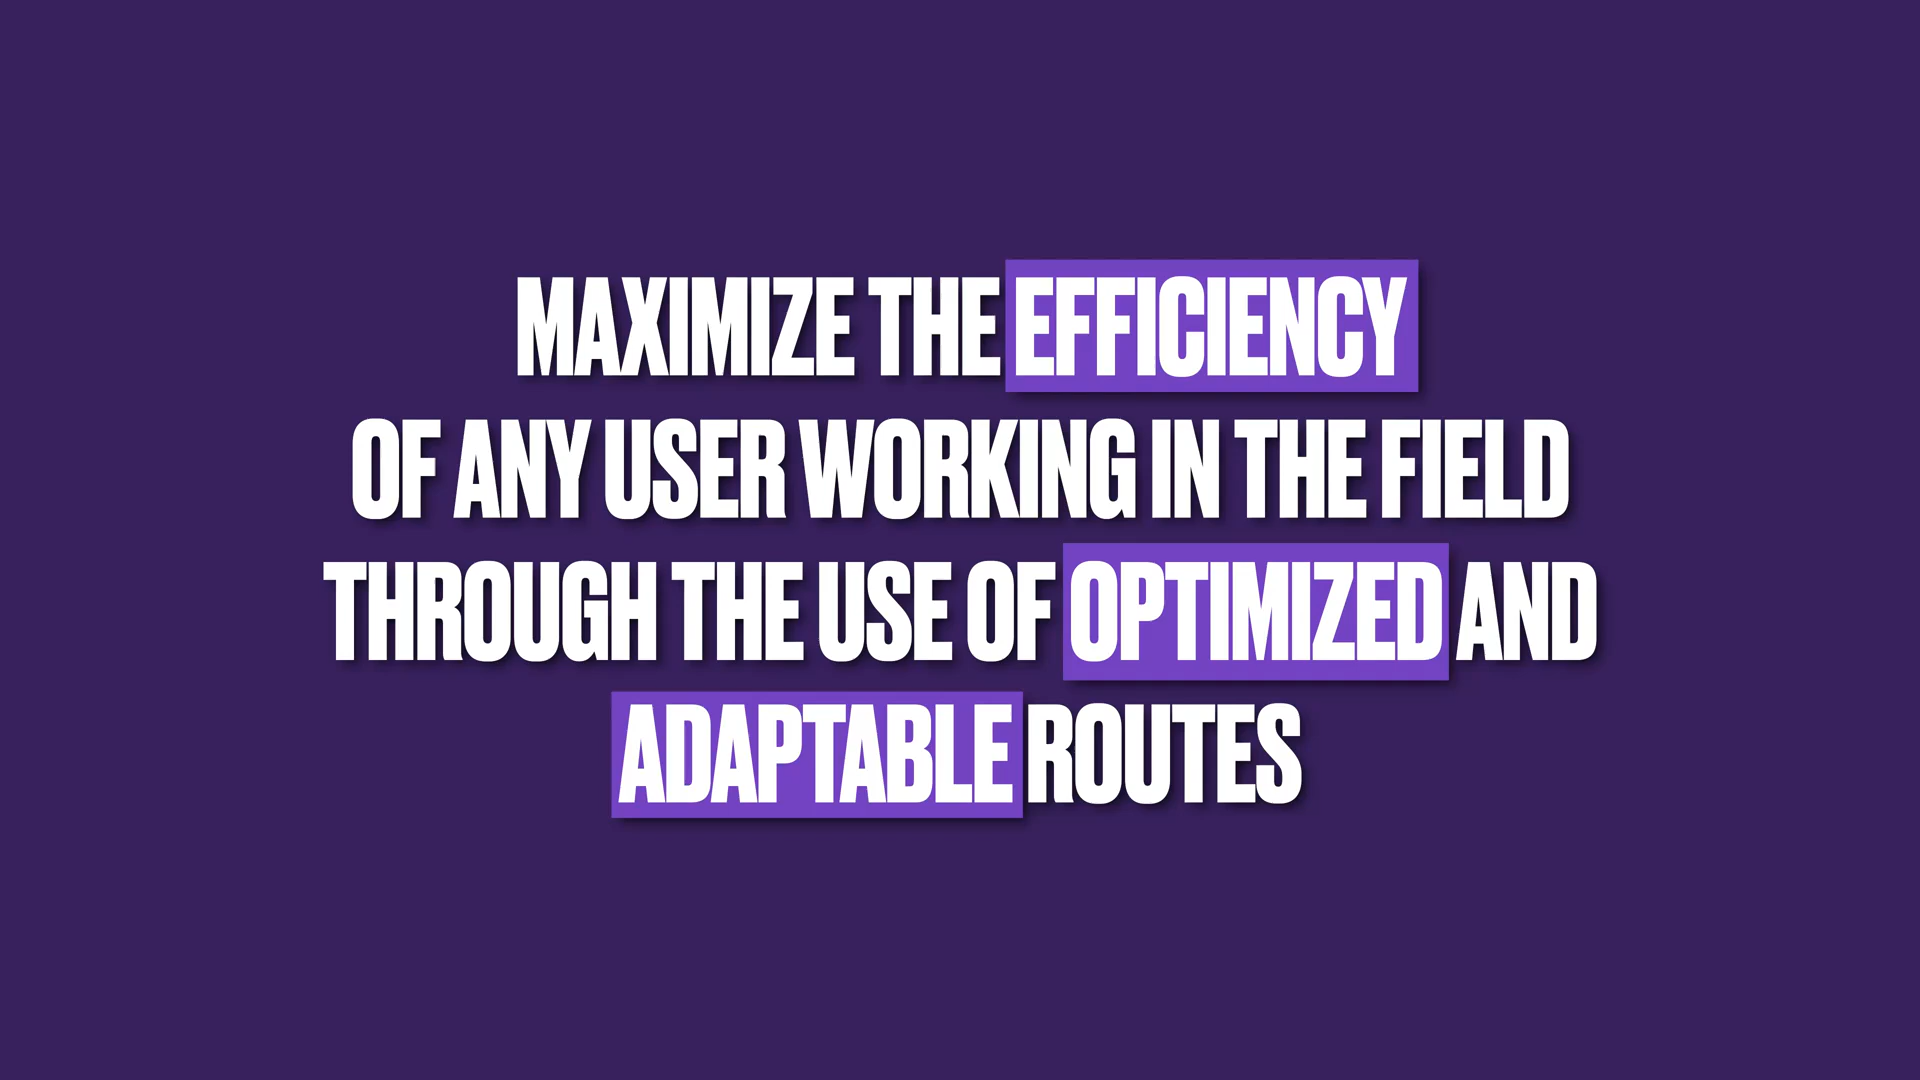 MAXIMIZE THE EFFICIENCY
OF ANY USER WORKING IN THE FIELD
THROUGH THE USE OF OPTIMIZED AND
ADAPTABLE ROUTES